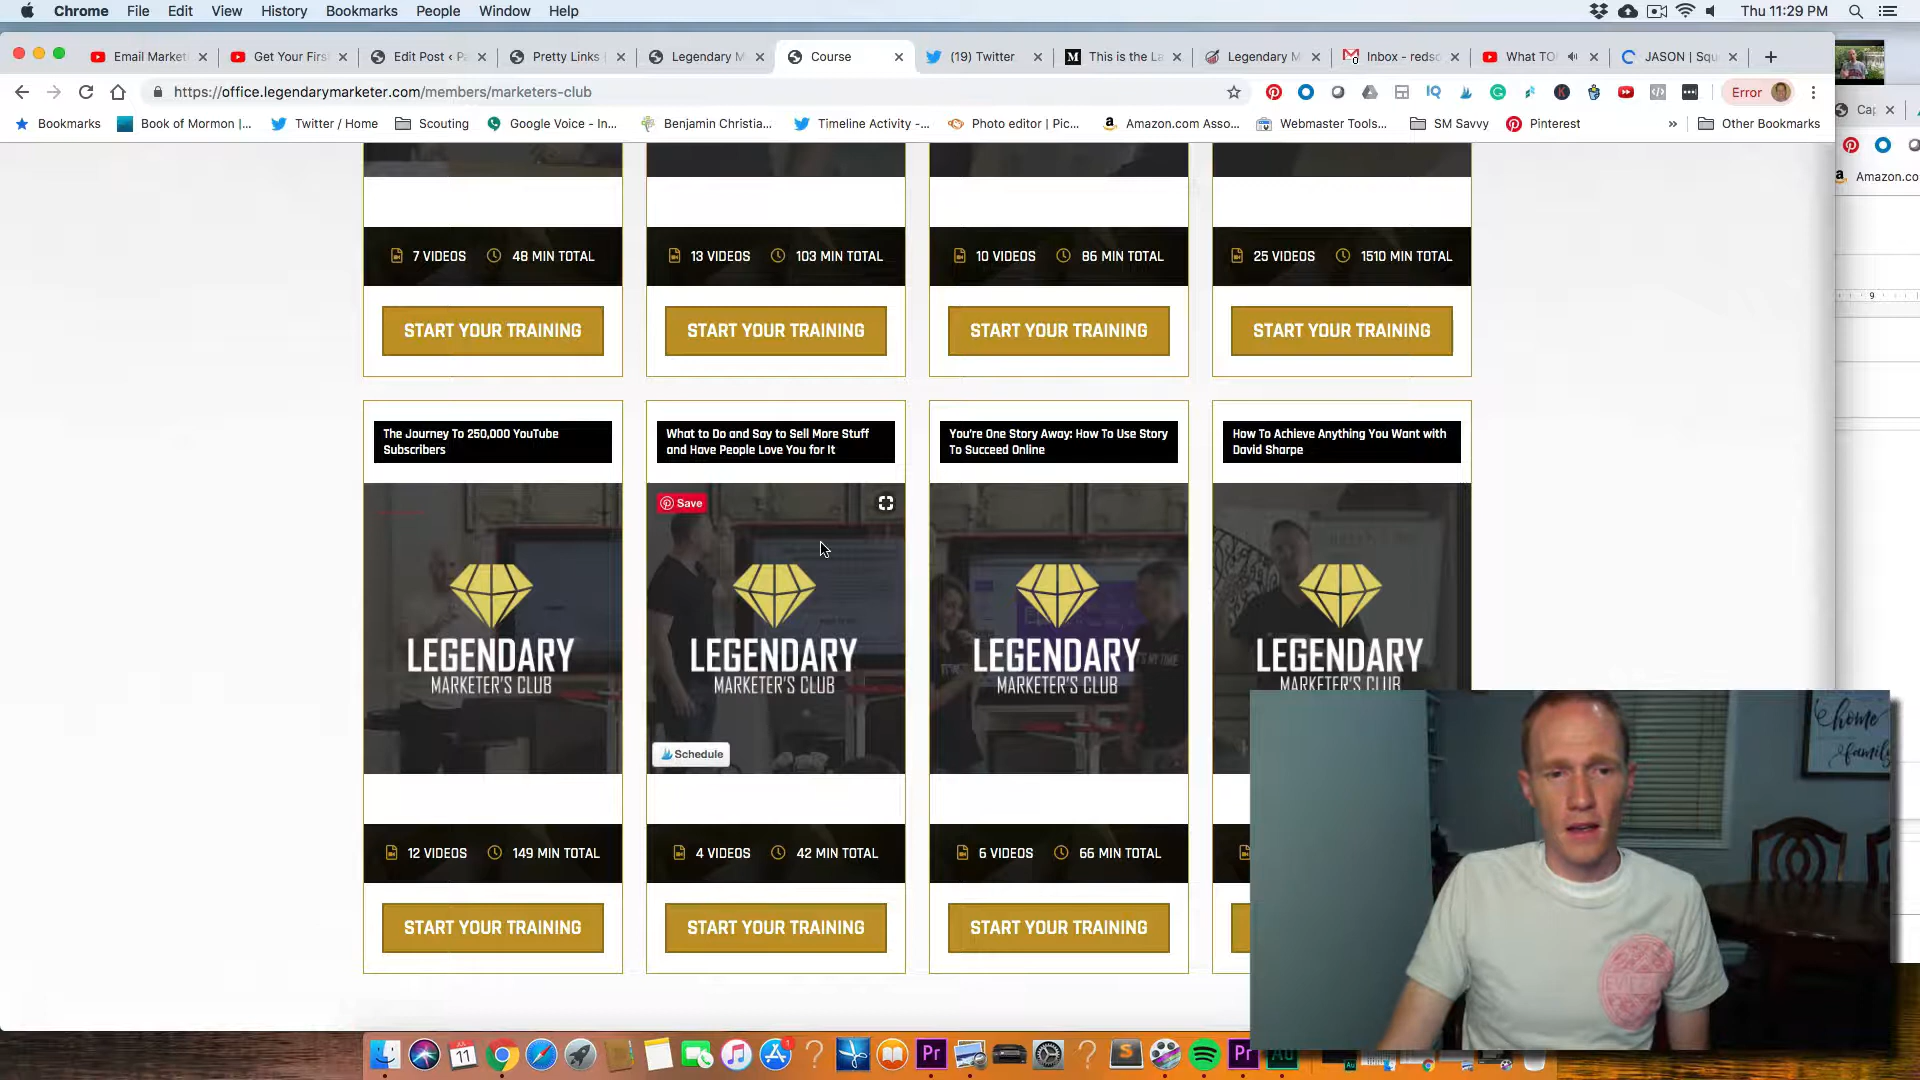 Chrome File Edit View History Bookmarks People Window Help Thu 11:29 PM
Email Market Get Your Firs Edit Post ‹ Pa Pretty Links Legendary M Course (19) Twitter This is the La Legendary M Inbox - redsc What TO JASON | Squ
https://office.legendarymarketer.com/members/marketers-club Error
Bookmarks Book of Mormon |... Twitter / Home Scouting Google Voice - In... Benjamin Christia... Timeline Activity -... Photo editor | Pic... Amazon.com Asso... Webmaster Tools... SM Savvy Pinterest » Other Bookmarks
Amazon.co
7 VIDEOS 48 MIN TOTAL 13 VIDEOS 103 MIN TOTAL 10 VIDEOS 86 MIN TOTAL 25 VIDEOS 1510 MIN TOTAL
START YOUR TRAINING START YOUR TRAINING START YOUR TRAINING START YOUR TRAINING
The Journey To 250,000 YouTube
Subscribers
What to Do and Say to Sell More Stuff
and Have People Love You for It
You're One Story Away: How To Use Story
To Succeed Online
How To Achieve Anything You Want with
David Sharpe
Save
LEGENDARY
MARKETER'S CLUB
LEGENDARY
MARKETER'S CLUB
LEGENDARY
MARKETER'S CLUB
LEGENDARY
MARKETER'S CLUB
Schedule
home
family
12 VIDEOS 149 MIN TOTAL 4 VIDEOS 42 MIN TOTAL 6 VIDEOS 66 MIN TOTAL
START YOUR TRAINING START YOUR TRAINING START YOUR TRAINING